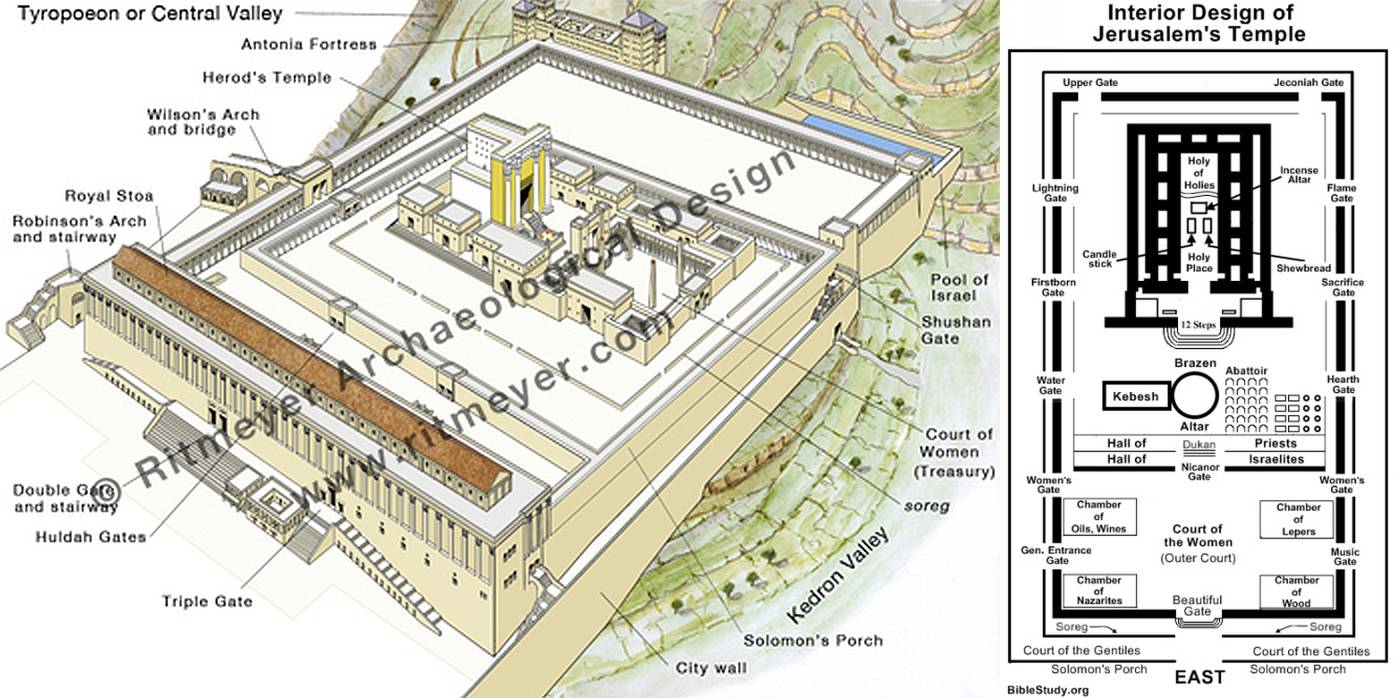 Tyropoeon or Central Valley
Antonia Fortress
Herod's Temple
Wilson's Arch
and bridge
Royal Stoa
Robinson's Arch
and stairway
Double Gate
and stairway
Huldah Gates
Triple Gate
Pool of
Israel
Shushan
Gate
Court of
Women
(Treasury)
soreg
Kedron Valley
Solomon's Porch
City wall
© Ritmeyer Archaeological Design
www.ritmeyer.com
Interior Design of
Jerusalem's Temple
Upper Gate
Jeconiah Gate
Holy
of
Holies
Incense
Altar
Lightning
Gate
Flame
Gate
Candle
stick
Holy
Place
Shewbread
Firstborn
Gate
Sacrifice
Gate
12 Steps
Brazen
Altar
Kebesh
Abattoir
Water
Gate
Hearth
Gate
Hall of
Dukan
Priests
Hall of
Israelites
Nicanor
Gate
Women's
Gate
Women's
Gate
Chamber
of
Oils, Wines
Chamber
of
Lepers
Court of
the Women
(Outer Court)
Gen. Entrance
Gate
Music
Gate
Chamber
of
Nazarites
Chamber
of
Wood
Beautiful
Gate
Soreg
Soreg
Court of the Gentiles
Court of the Gentiles
Solomon's Porch
EAST
Solomon's Porch
BibleStudy.org